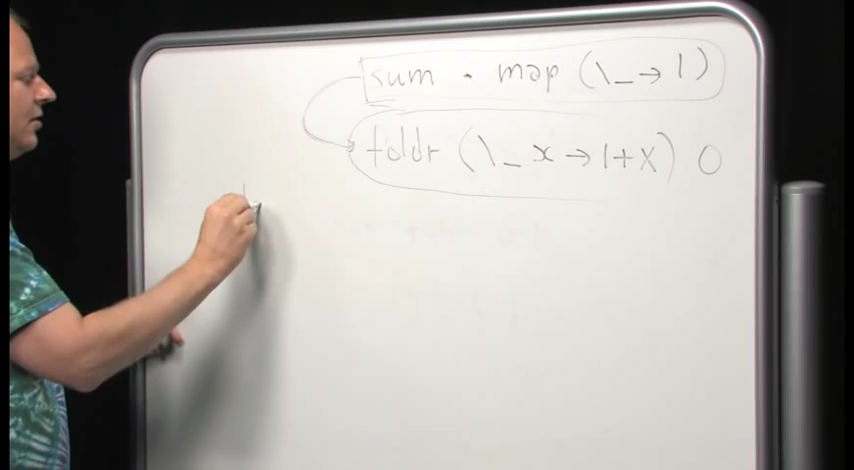 sum . map (\_→1)
foldr (\_ x → 1+x) 0